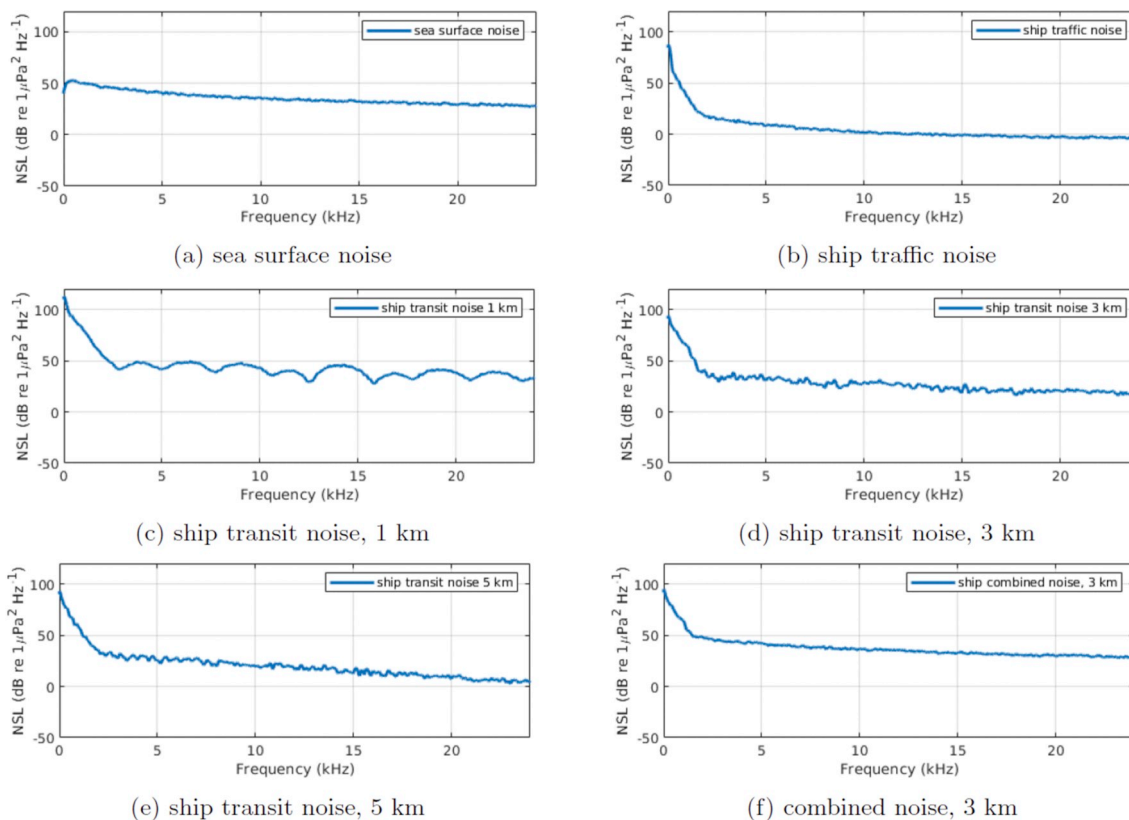 100
50
0
-50
NSL (dB re 1μPa² Hz⁻¹)
sea surface noise
0 5 10 15 20
Frequency (kHz)
(a) sea surface noise
100
50
0
-50
NSL (dB re 1μPa² Hz⁻¹)
ship traffic noise
0 5 10 15 20
Frequency (kHz)
(b) ship traffic noise
100
50
0
-50
NSL (dB re 1μPa² Hz⁻¹)
ship transit noise 1 km
0 5 10 15 20
Frequency (kHz)
(c) ship transit noise, 1 km
100
50
0
-50
NSL (dB re 1μPa² Hz⁻¹)
ship transit noise 3 km
0 5 10 15 20
Frequency (kHz)
(d) ship transit noise, 3 km
100
50
0
-50
NSL (dB re 1μPa² Hz⁻¹)
ship transit noise 5 km
0 5 10 15 20
Frequency (kHz)
(e) ship transit noise, 5 km
100
50
0
-50
NSL (dB re 1μPa² Hz⁻¹)
ship combined noise, 3 km
0 5 10 15 20
Frequency (kHz)
(f) combined noise, 3 km